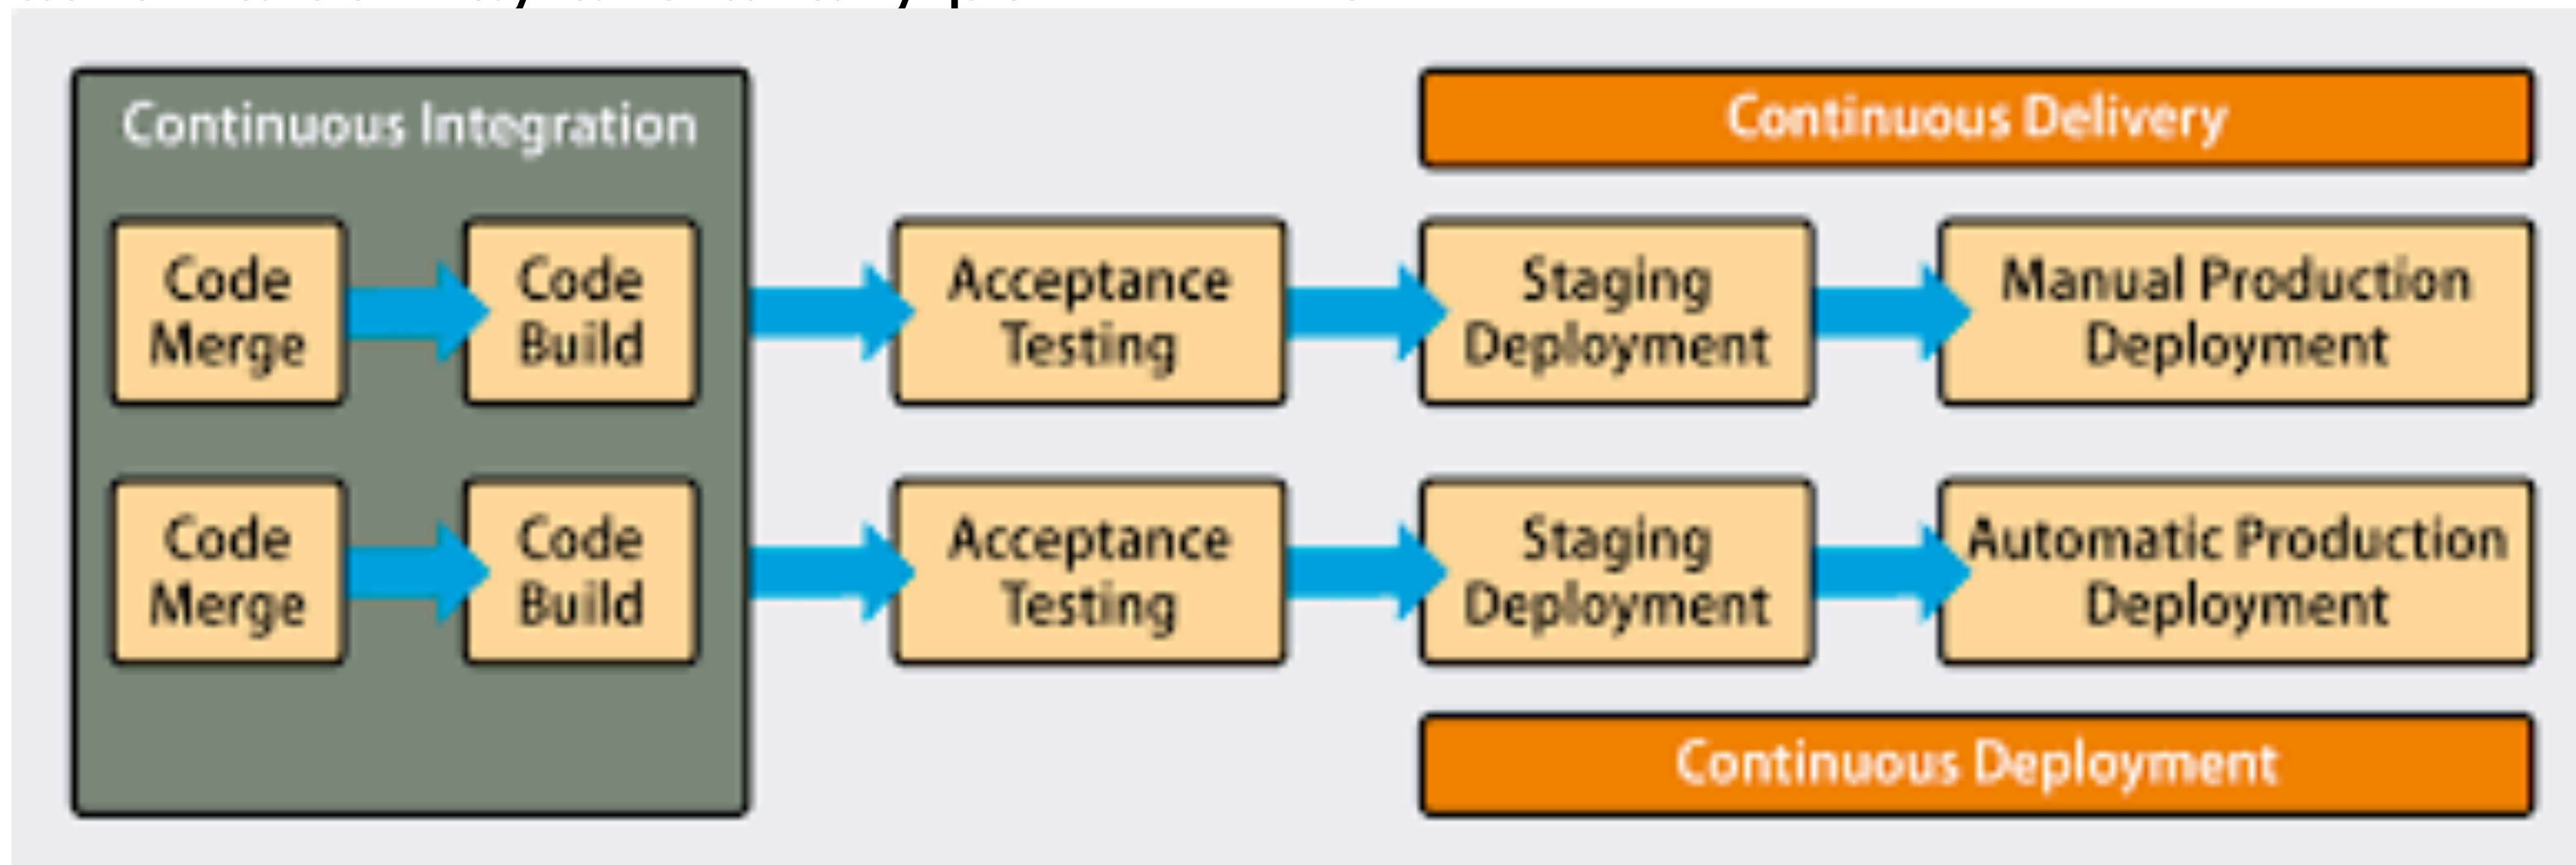 Continuous Integration
Continuous Delivery
Code
Merge
Code
Build
Acceptance
Testing
Staging
Deployment
Manual Production
Deployment
Code
Merge
Code
Build
Acceptance
Testing
Staging
Deployment
Automatic Production
Deployment
Continuous Deployment